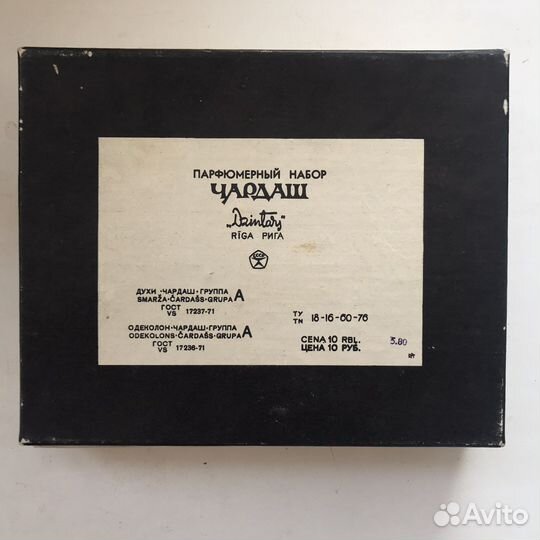 ПАРФЮМЕРНЫЙ НАБОР
ЧАРДАШ
„Dzintars"
RĪGA РИГА
СССР
ДУХИ · ЧАРДАШ · ГРУППА А
SMARŽA · ČARDAŠS · GRUPA
ГОСТ
VS 17237-71
ОДЕКОЛОН · ЧАРДАШ · ГРУППА А
ODEKOLONS · ČARDAŠS · GRUPA
ГОСТ
VS 17236-71
ТУ
TN 18-16-60-76
CENA 10 RBL.
ЦЕНА 10 РУБ.
3.80
Avito